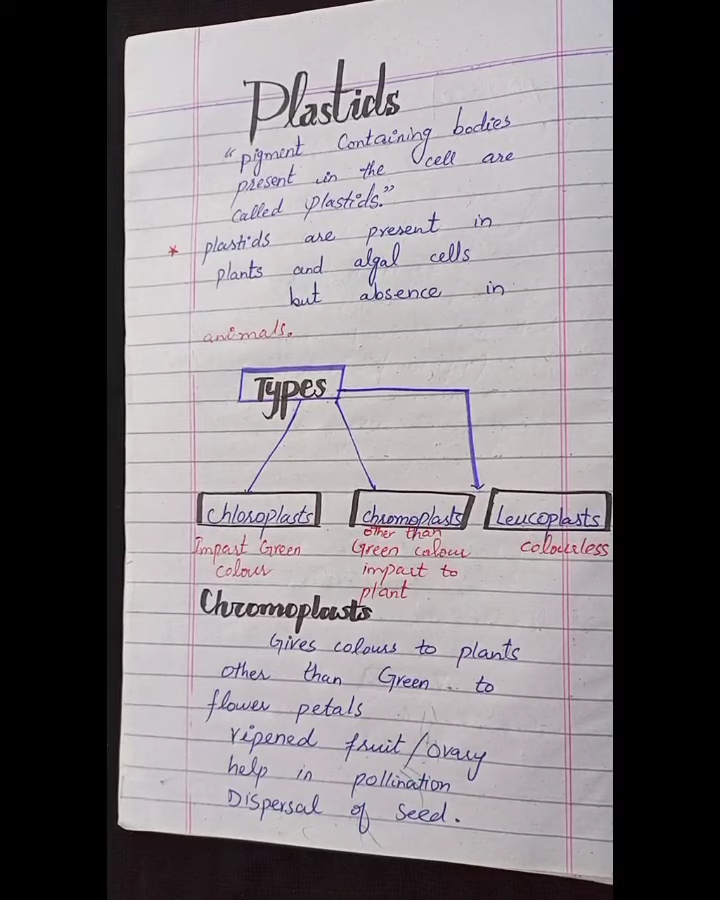 Plastids
"pigment Containing bodies
present in the cell are
called plastids."
* plastids are present in
plants and algal cells
but absence in
animals.
Types
Chloroplasts
Impart Green
colour
chromoplasts
other than
Green colour
impart to
plant
Leucoplasts
colourless
Chromoplasts
Gives colours to plants
other than Green to
flower petals
ripened fruit/ovary
help in pollination
Dispersal of seed.